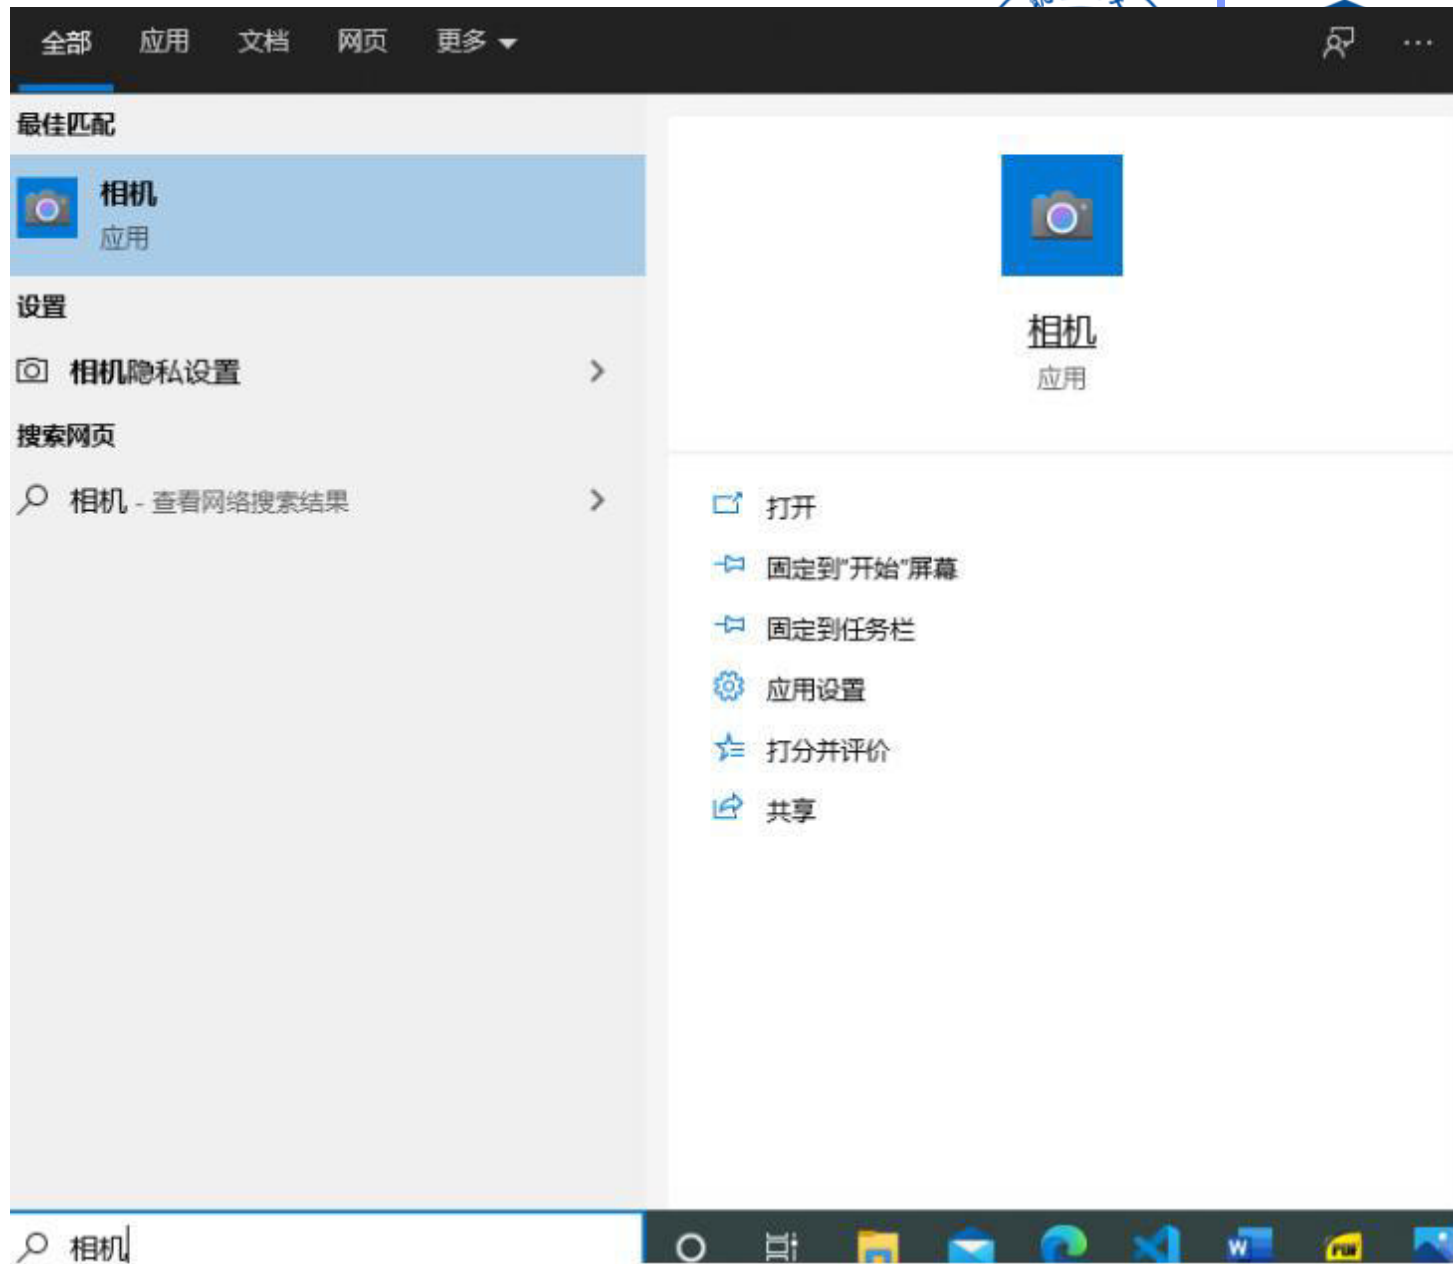 全部 应用 文档 网页 更多
最佳匹配
相机
应用
设置
相机隐私设置
搜索网页
相机 - 查看网络搜索结果
相机
应用
打开
固定到"开始"屏幕
固定到任务栏
应用设置
打分并评价
共享
相机
W